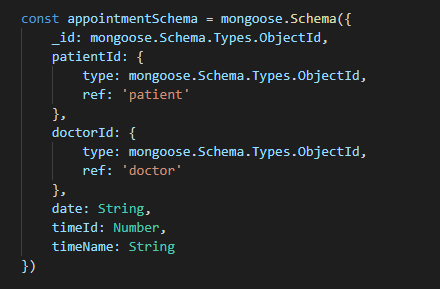 const appointmentSchema = mongoose.Schema({
    _id: mongoose.Schema.Types.ObjectId,
    patientId: {
        type: mongoose.Schema.Types.ObjectId,
        ref: 'patient'
    },
    doctorId: {
        type: mongoose.Schema.Types.ObjectId,
        ref: 'doctor'
    },
    date: String,
    timeId: Number,
    timeName: String
})